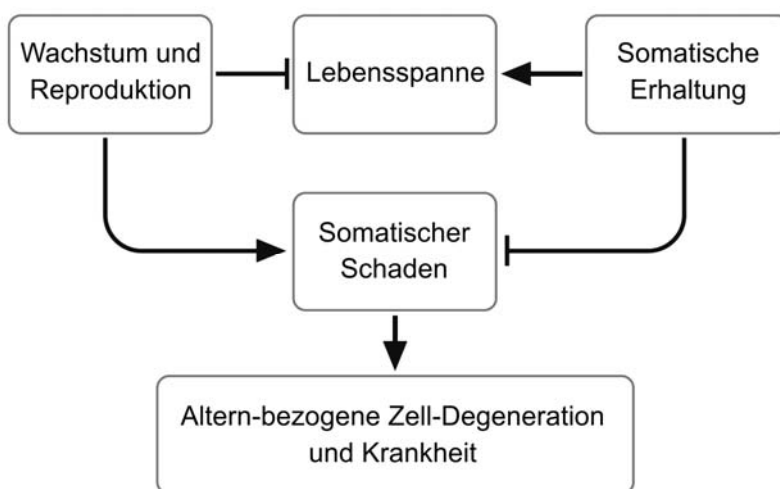 Wachstum und
Reproduktion
Lebensspanne
Somatische
Erhaltung
Somatischer
Schaden
Altern-bezogene Zell-Degeneration
und Krankheit